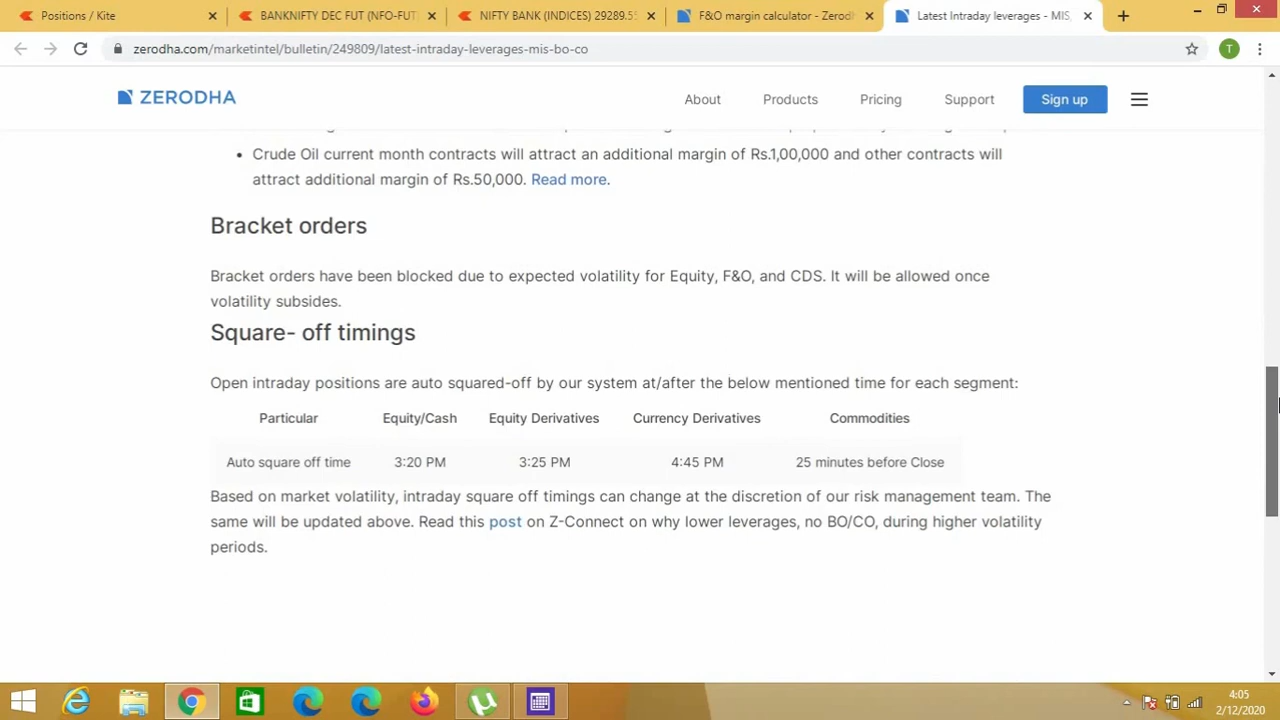 Positions / Kite
BANKNIFTY DEC FUT (NFO-FUT
NIFTY BANK (INDICES) 29289.55
F&O margin calculator - Zerodh
Latest Intraday leverages - MIS,
zerodha.com/marketintel/bulletin/249809/latest-intraday-leverages-mis-bo-co
T
ZERODHA
About
Products
Pricing
Support
Sign up
• Crude Oil current month contracts will attract an additional margin of Rs.1,00,000 and other contracts will
attract additional margin of Rs.50,000. Read more.
Bracket orders
Bracket orders have been blocked due to expected volatility for Equity, F&O, and CDS. It will be allowed once
volatility subsides.
Square- off timings
Open intraday positions are auto squared-off by our system at/after the below mentioned time for each segment:
Particular Equity/Cash Equity Derivatives Currency Derivatives Commodities
Auto square off time 3:20 PM 3:25 PM 4:45 PM 25 minutes before Close
Based on market volatility, intraday square off timings can change at the discretion of our risk management team. The
same will be updated above. Read this post on Z-Connect on why lower leverages, no BO/CO, during higher volatility
periods.
4:05
2/12/2020